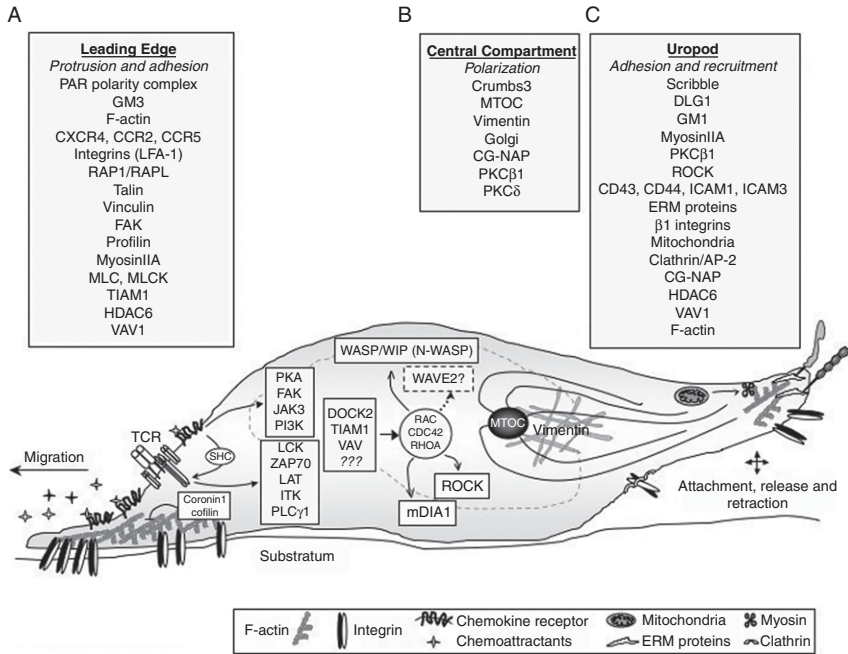 A
Leading Edge
Protrusion and adhesion
PAR polarity complex
GM3
F-actin
CXCR4, CCR2, CCR5
Integrins (LFA-1)
RAP1/RAPL
Talin
Vinculin
FAK
Profilin
MyosinIIA
MLC, MLCK
TIAM1
HDAC6
VAV1
B
Central Compartment
Polarization
Crumbs3
MTOC
Vimentin
Golgi
CG-NAP
PKCβ1
PKCδ
C
Uropod
Adhesion and recruitment
Scribble
DLG1
GM1
MyosinIIA
PKCβ1
ROCK
CD43, CD44, ICAM1, ICAM3
ERM proteins
β1 integrins
Mitochondria
Clathrin/AP-2
CG-NAP
HDAC6
VAV1
F-actin
WASP/WIP (N-WASP)
WAVE2?
PKA
FAK
JAK3
PI3K
DOCK2
TIAM1
VAV
???
RAC
CDC42
RHOA
MTOC
Vimentin
TCR
SHC
LCK
ZAP70
LAT
ITK
PLCγ1
ROCK
mDIA1
Migration
Coronin1
cofilin
Substratum
Attachment, release and
retraction
F-actin
Integrin
Chemokine receptor
Chemoattractants
Mitochondria
ERM proteins
Myosin
Clathrin